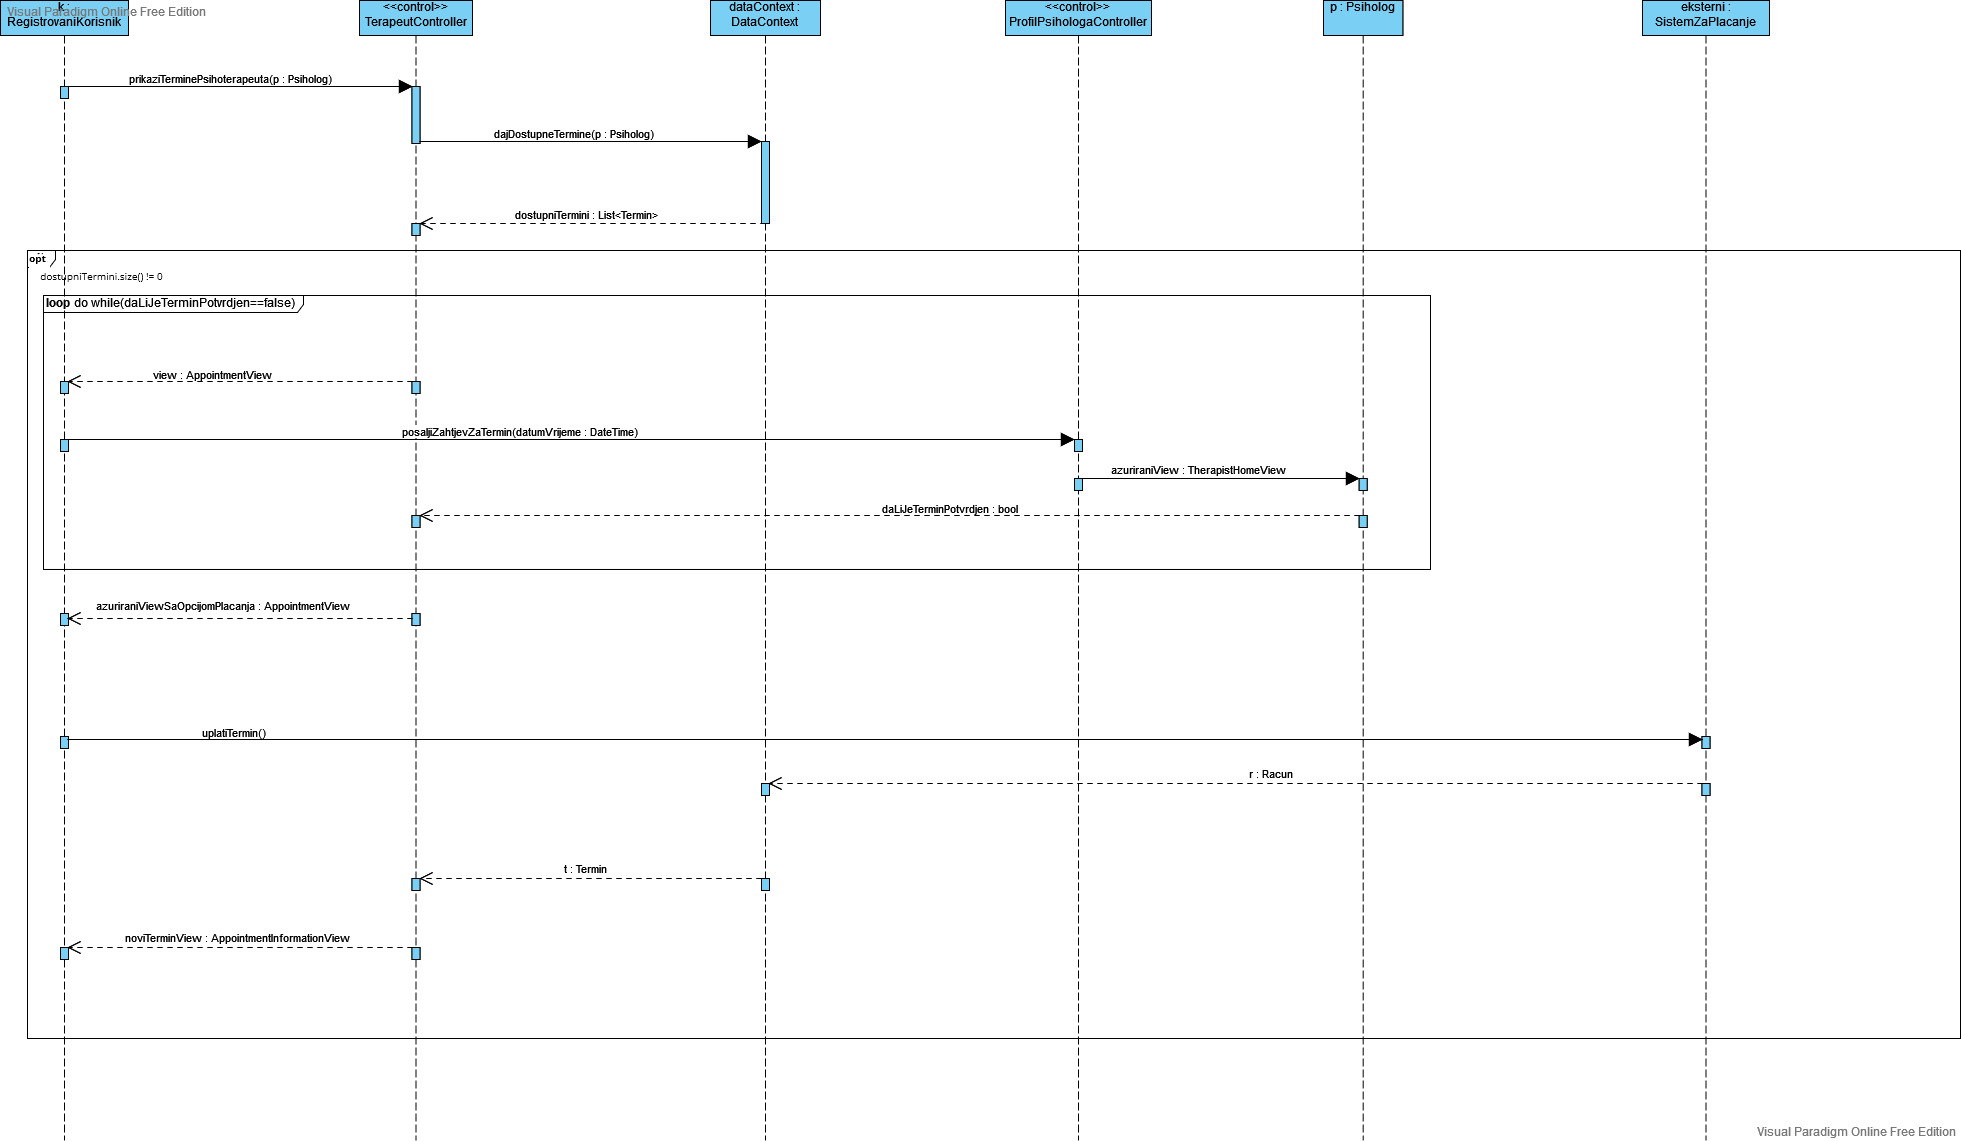 Visual Paradigm Online Free Edition
k :
RegistrovaniKorisnik
<<control>>
TerapeutController
dataContext :
DataContext
<<control>>
ProfilPsihologaController
p : Psiholog
eksterni :
SistemZaPlacanje
prikaziTerminePsihoterapeuta(p : Psiholog)
dajDostupneTermine(p : Psiholog)
dostupniTermini : List<Termin>
opt
dostupniTermini.size() != 0
loop do while(daLiJeTerminPotvrdjen==false)
view : AppointmentView
posaljiZahtjevZaTermin(datumVrijeme : DateTime)
azuriraniView : TherapistHomeView
daLiJeTerminPotvrdjen : bool
azuriraniViewSaOpcijomPlacanja : AppointmentView
uplatiTermin()
r : Racun
t : Termin
noviTerminView : AppointmentInformationView
Visual Paradigm Online Free Edition